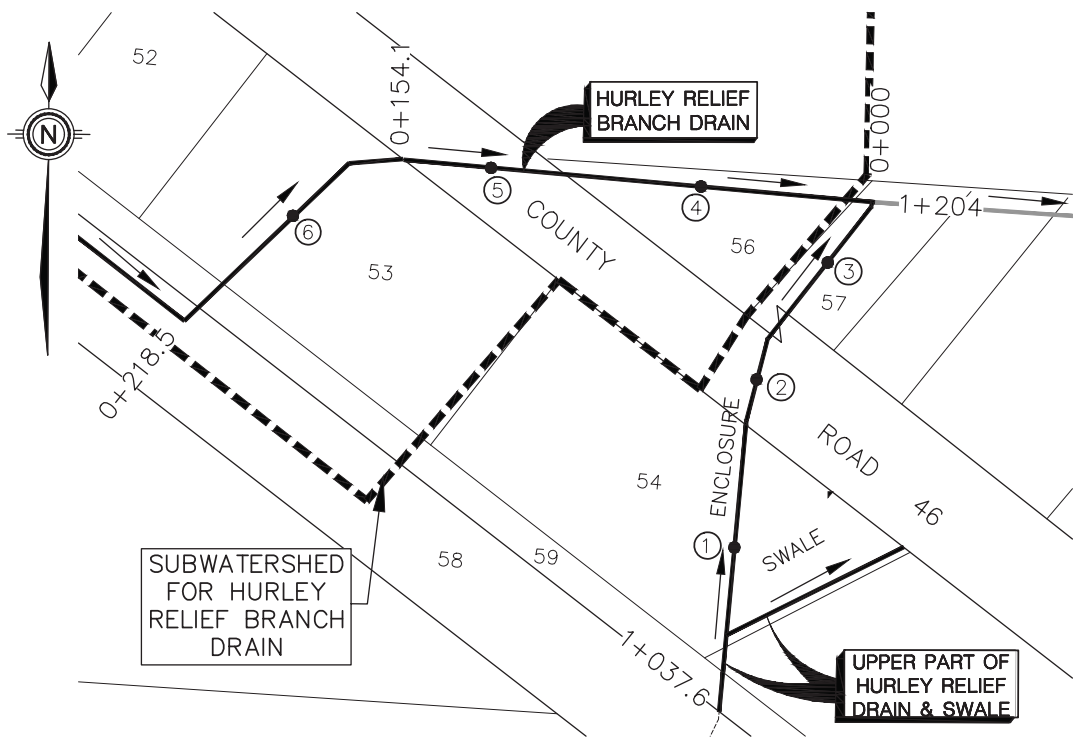 52
0+154.1
HURLEY RELIEF
BRANCH DRAIN
0+000
N
5
4
1+204
6
COUNTY
56
53
3
57
0+218.5
2
ENCLOSURE
ROAD
54
46
1
SWALE
58
59
SUBWATERSHED
FOR HURLEY
RELIEF BRANCH
DRAIN
1+037.6
UPPER PART OF
HURLEY RELIEF
DRAIN & SWALE